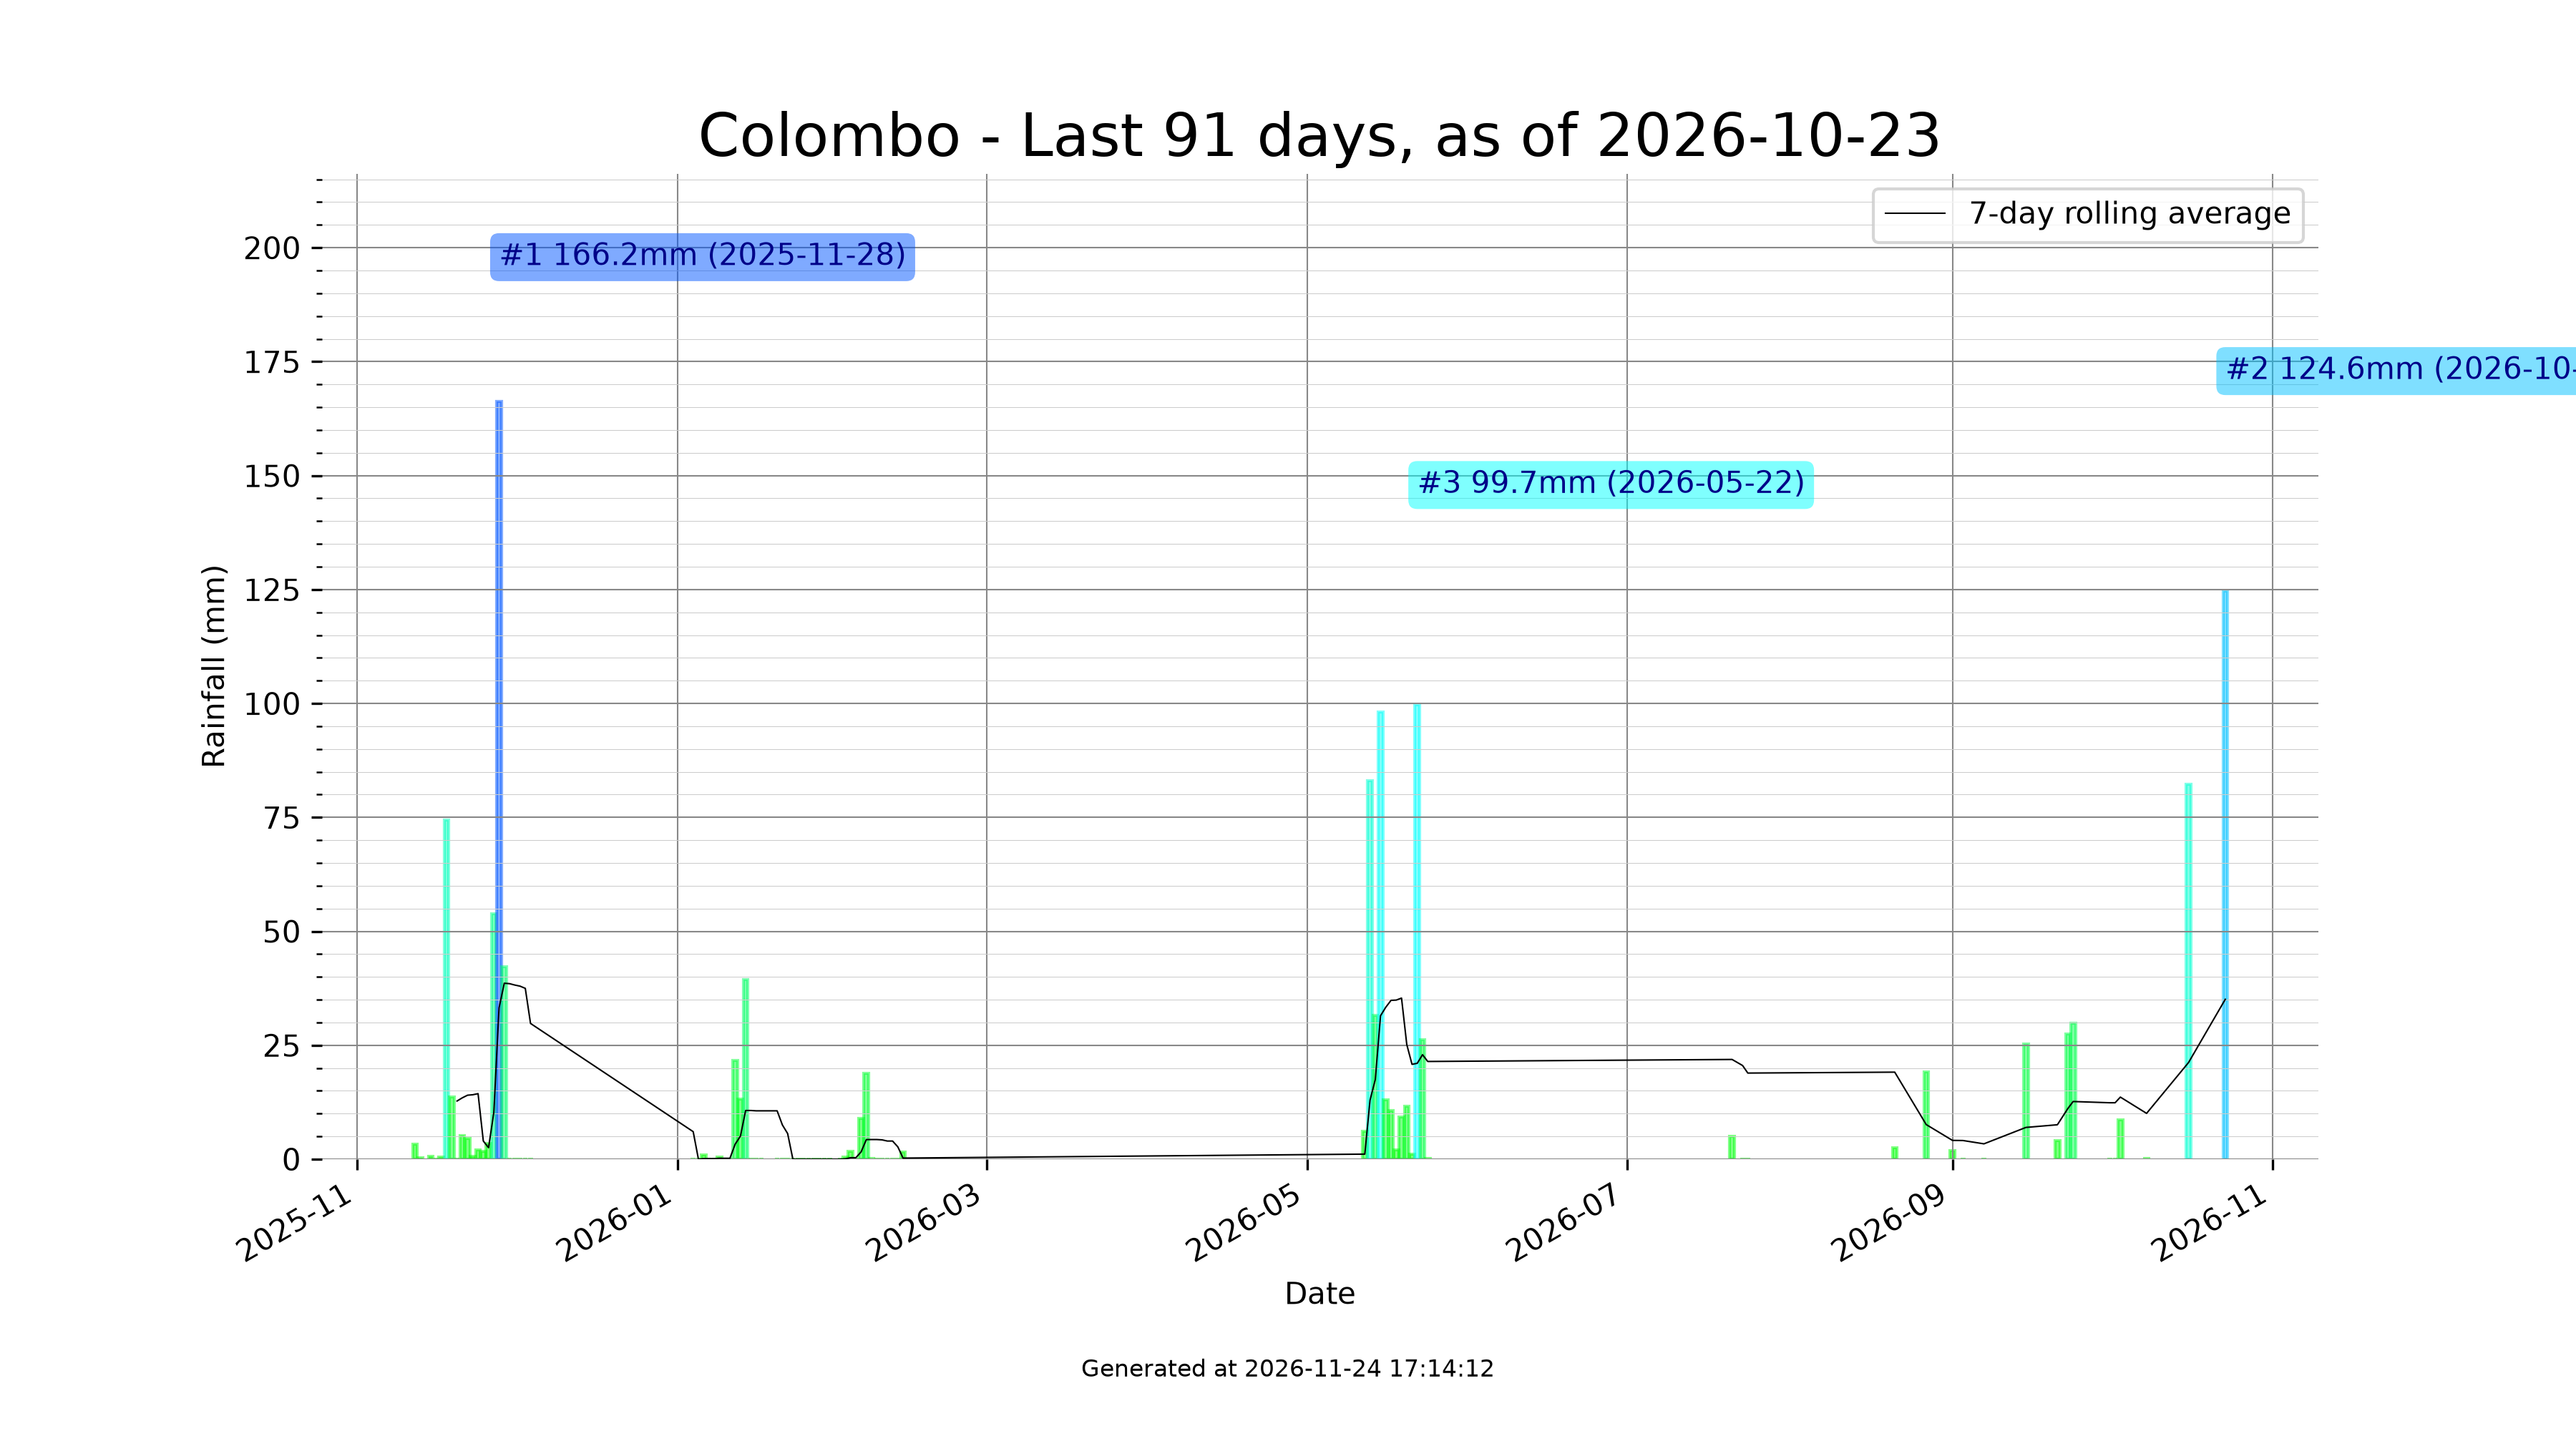 Colombo - Last 91 days, as of 2026-10-23
7-day rolling average
#1 166.2mm (2025-11-28)
#2 124.6mm (2026-10-
#3 99.7mm (2026-05-22)
Rainfall (mm)
200
175
150
125
100
75
50
25
0
2025-11
2026-01
2026-03
2026-05
2026-07
2026-09
2026-11
Date
Generated at 2026-11-24 17:14:12